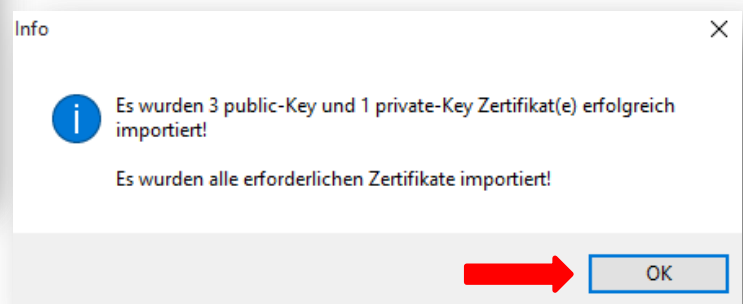 Info
Es wurden 3 public-Key und 1 private-Key Zertifikat(e) erfolgreich
importiert!
Es wurden alle erforderlichen Zertifikate importiert!
OK